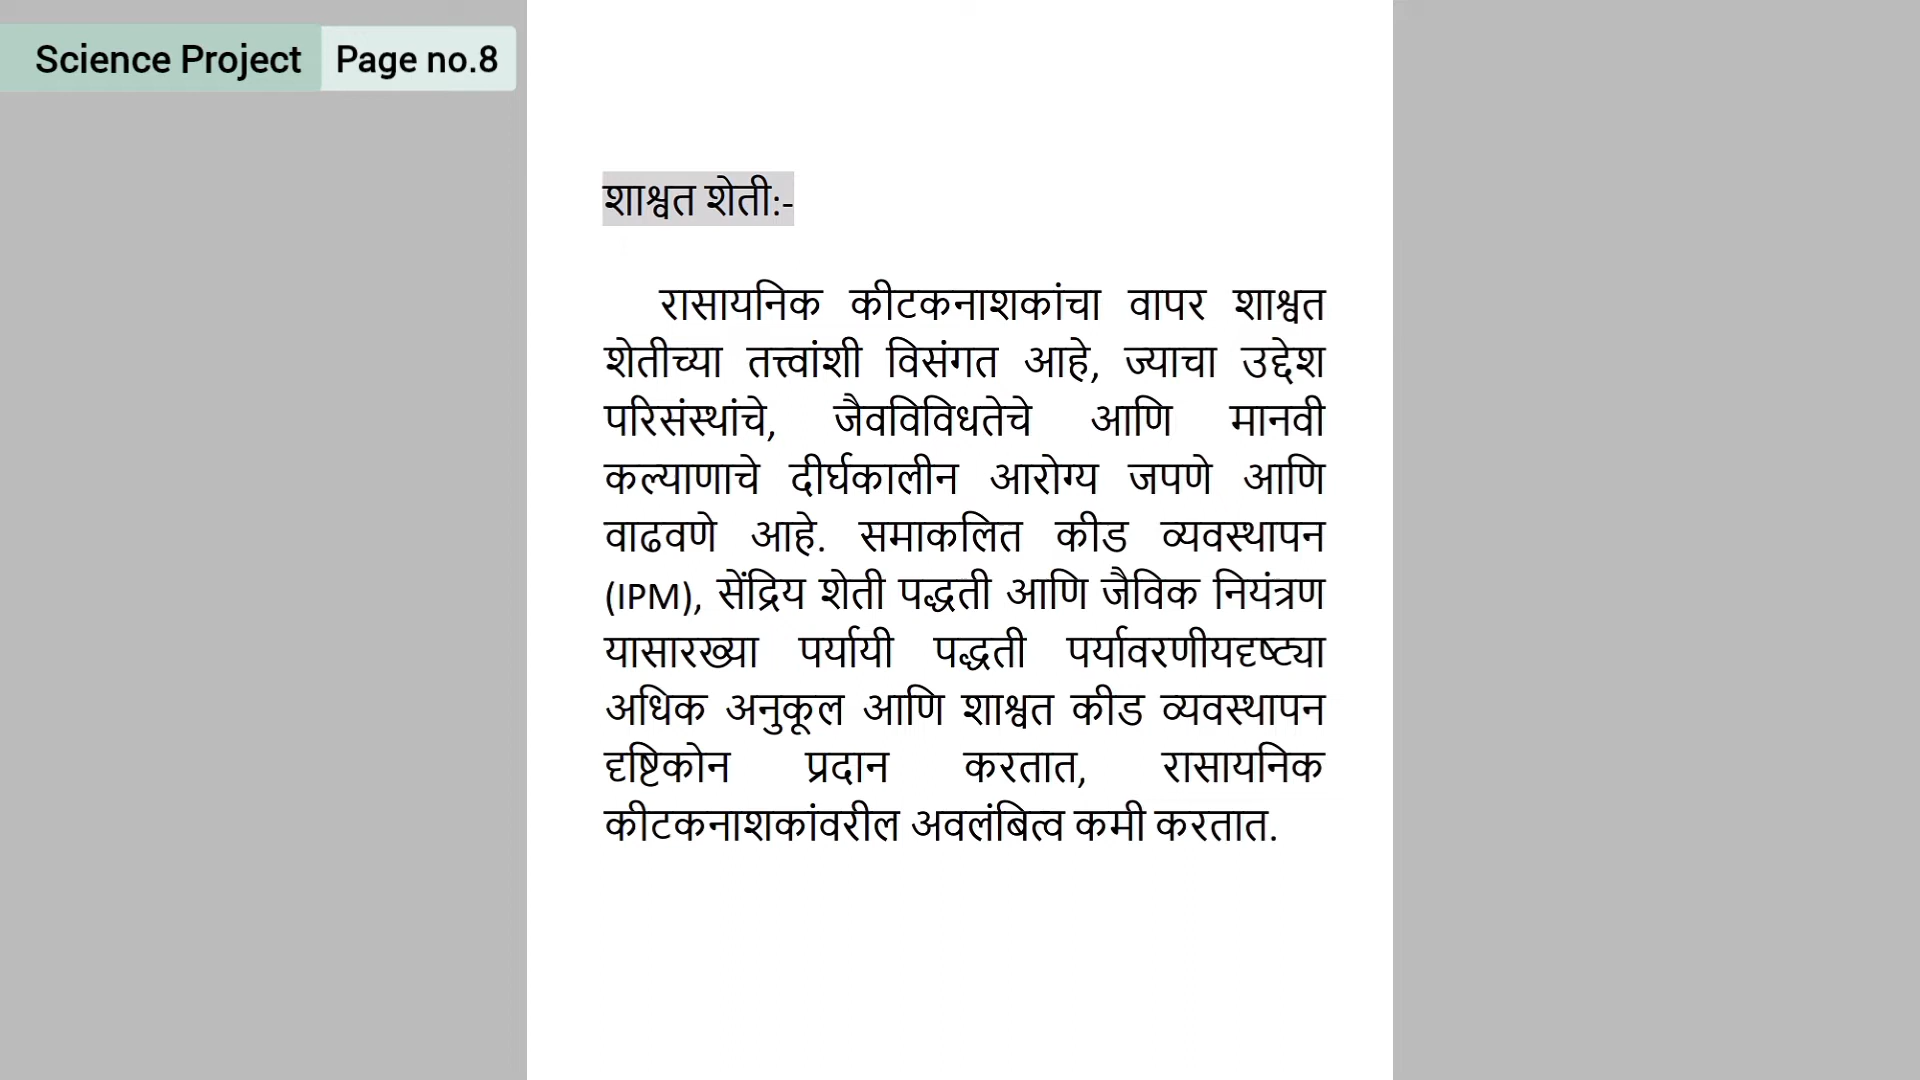 Science Project Page no.8
शाश्वत शेती:-
रासायनिक कीटकनाशकांचा वापर शाश्वत
शेतीच्या तत्त्वांशी विसंगत आहे, ज्याचा उद्देश
परिसंस्थांचे, जैवविविधतेचे आणि मानवी
कल्याणाचे दीर्घकालीन आरोग्य जपणे आणि
वाढवणे आहे. समाकलित कीड व्यवस्थापन
(IPM), सेंद्रिय शेती पद्धती आणि जैविक नियंत्रण
यासारख्या पर्यायी पद्धती पर्यावरणीयदृष्ट्या
अधिक अनुकूल आणि शाश्वत कीड व्यवस्थापन
दृष्टिकोन प्रदान करतात, रासायनिक
कीटकनाशकांवरील अवलंबित्व कमी करतात.